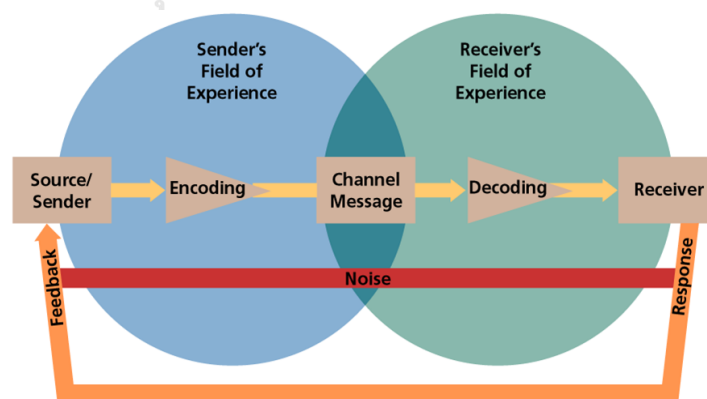 Sender's
Field of
Experience
Receiver's
Field of
Experience
Source/
Sender
Encoding
Channel
Message
Decoding
Receiver
Noise
Feedback
Response